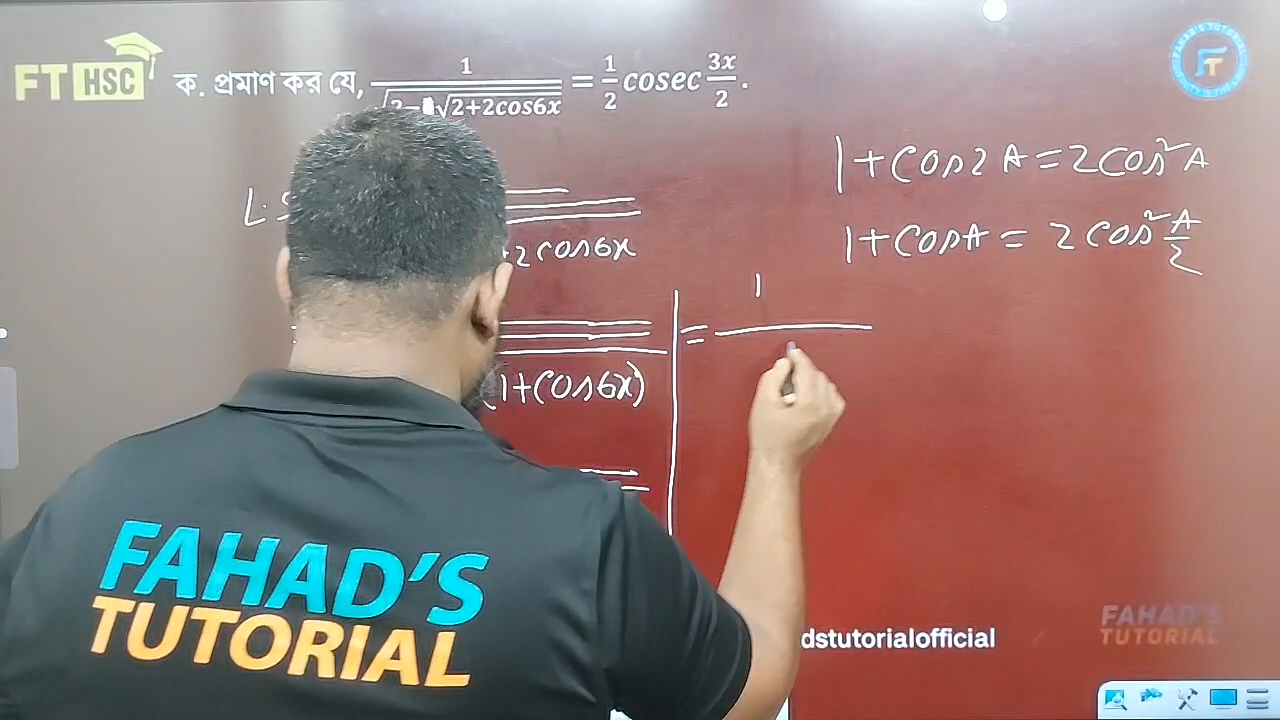 FT HSC
ক. প্রমাণ কর যে, 1/√(2-√(2+2cos6x)) = 1/2 cosec 3x/2.
1+cos2A = 2cos²A
L.S
+2cos6x
1+cosA = 2cos² A/2
= 1
(1+cos6x)
FAHAD'S
TUTORIAL
dstutorialofficial
FAHAD'S
TUTORIAL